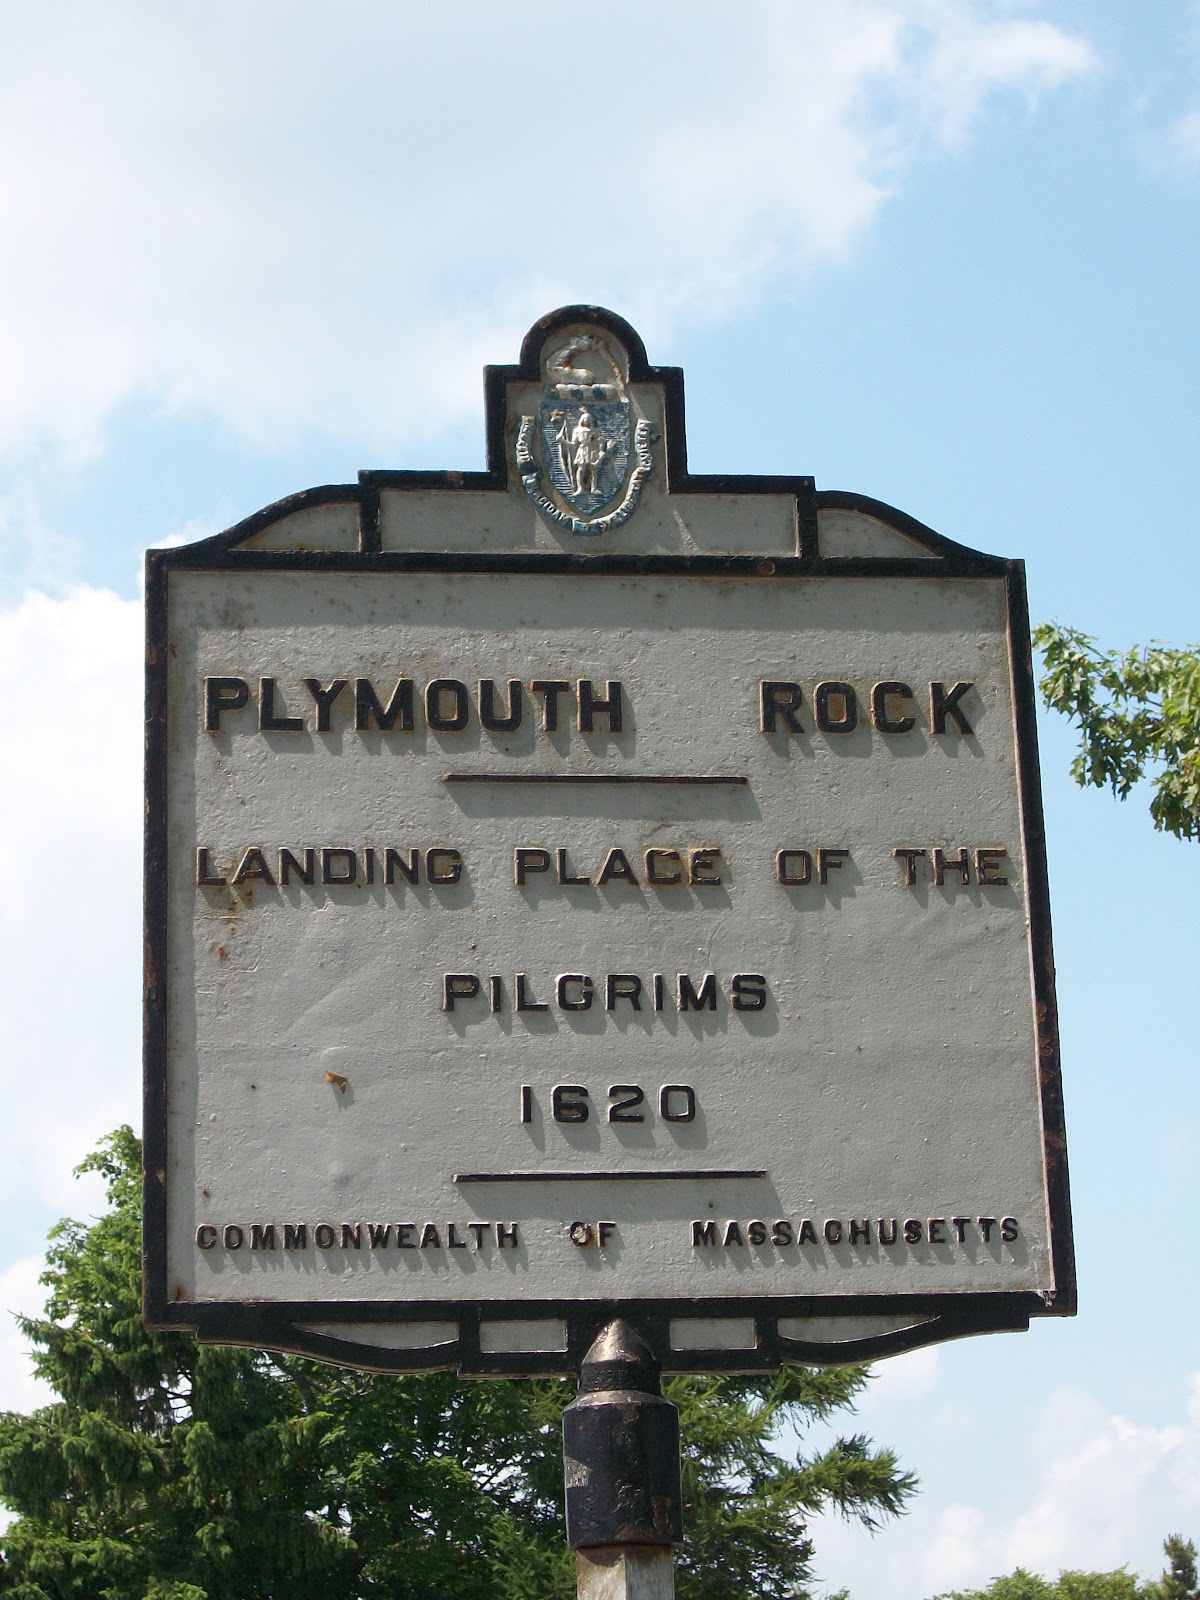 PLYMOUTH ROCK
LANDING PLACE OF THE
PILGRIMS
1620
COMMONWEALTH OF MASSACHUSETTS